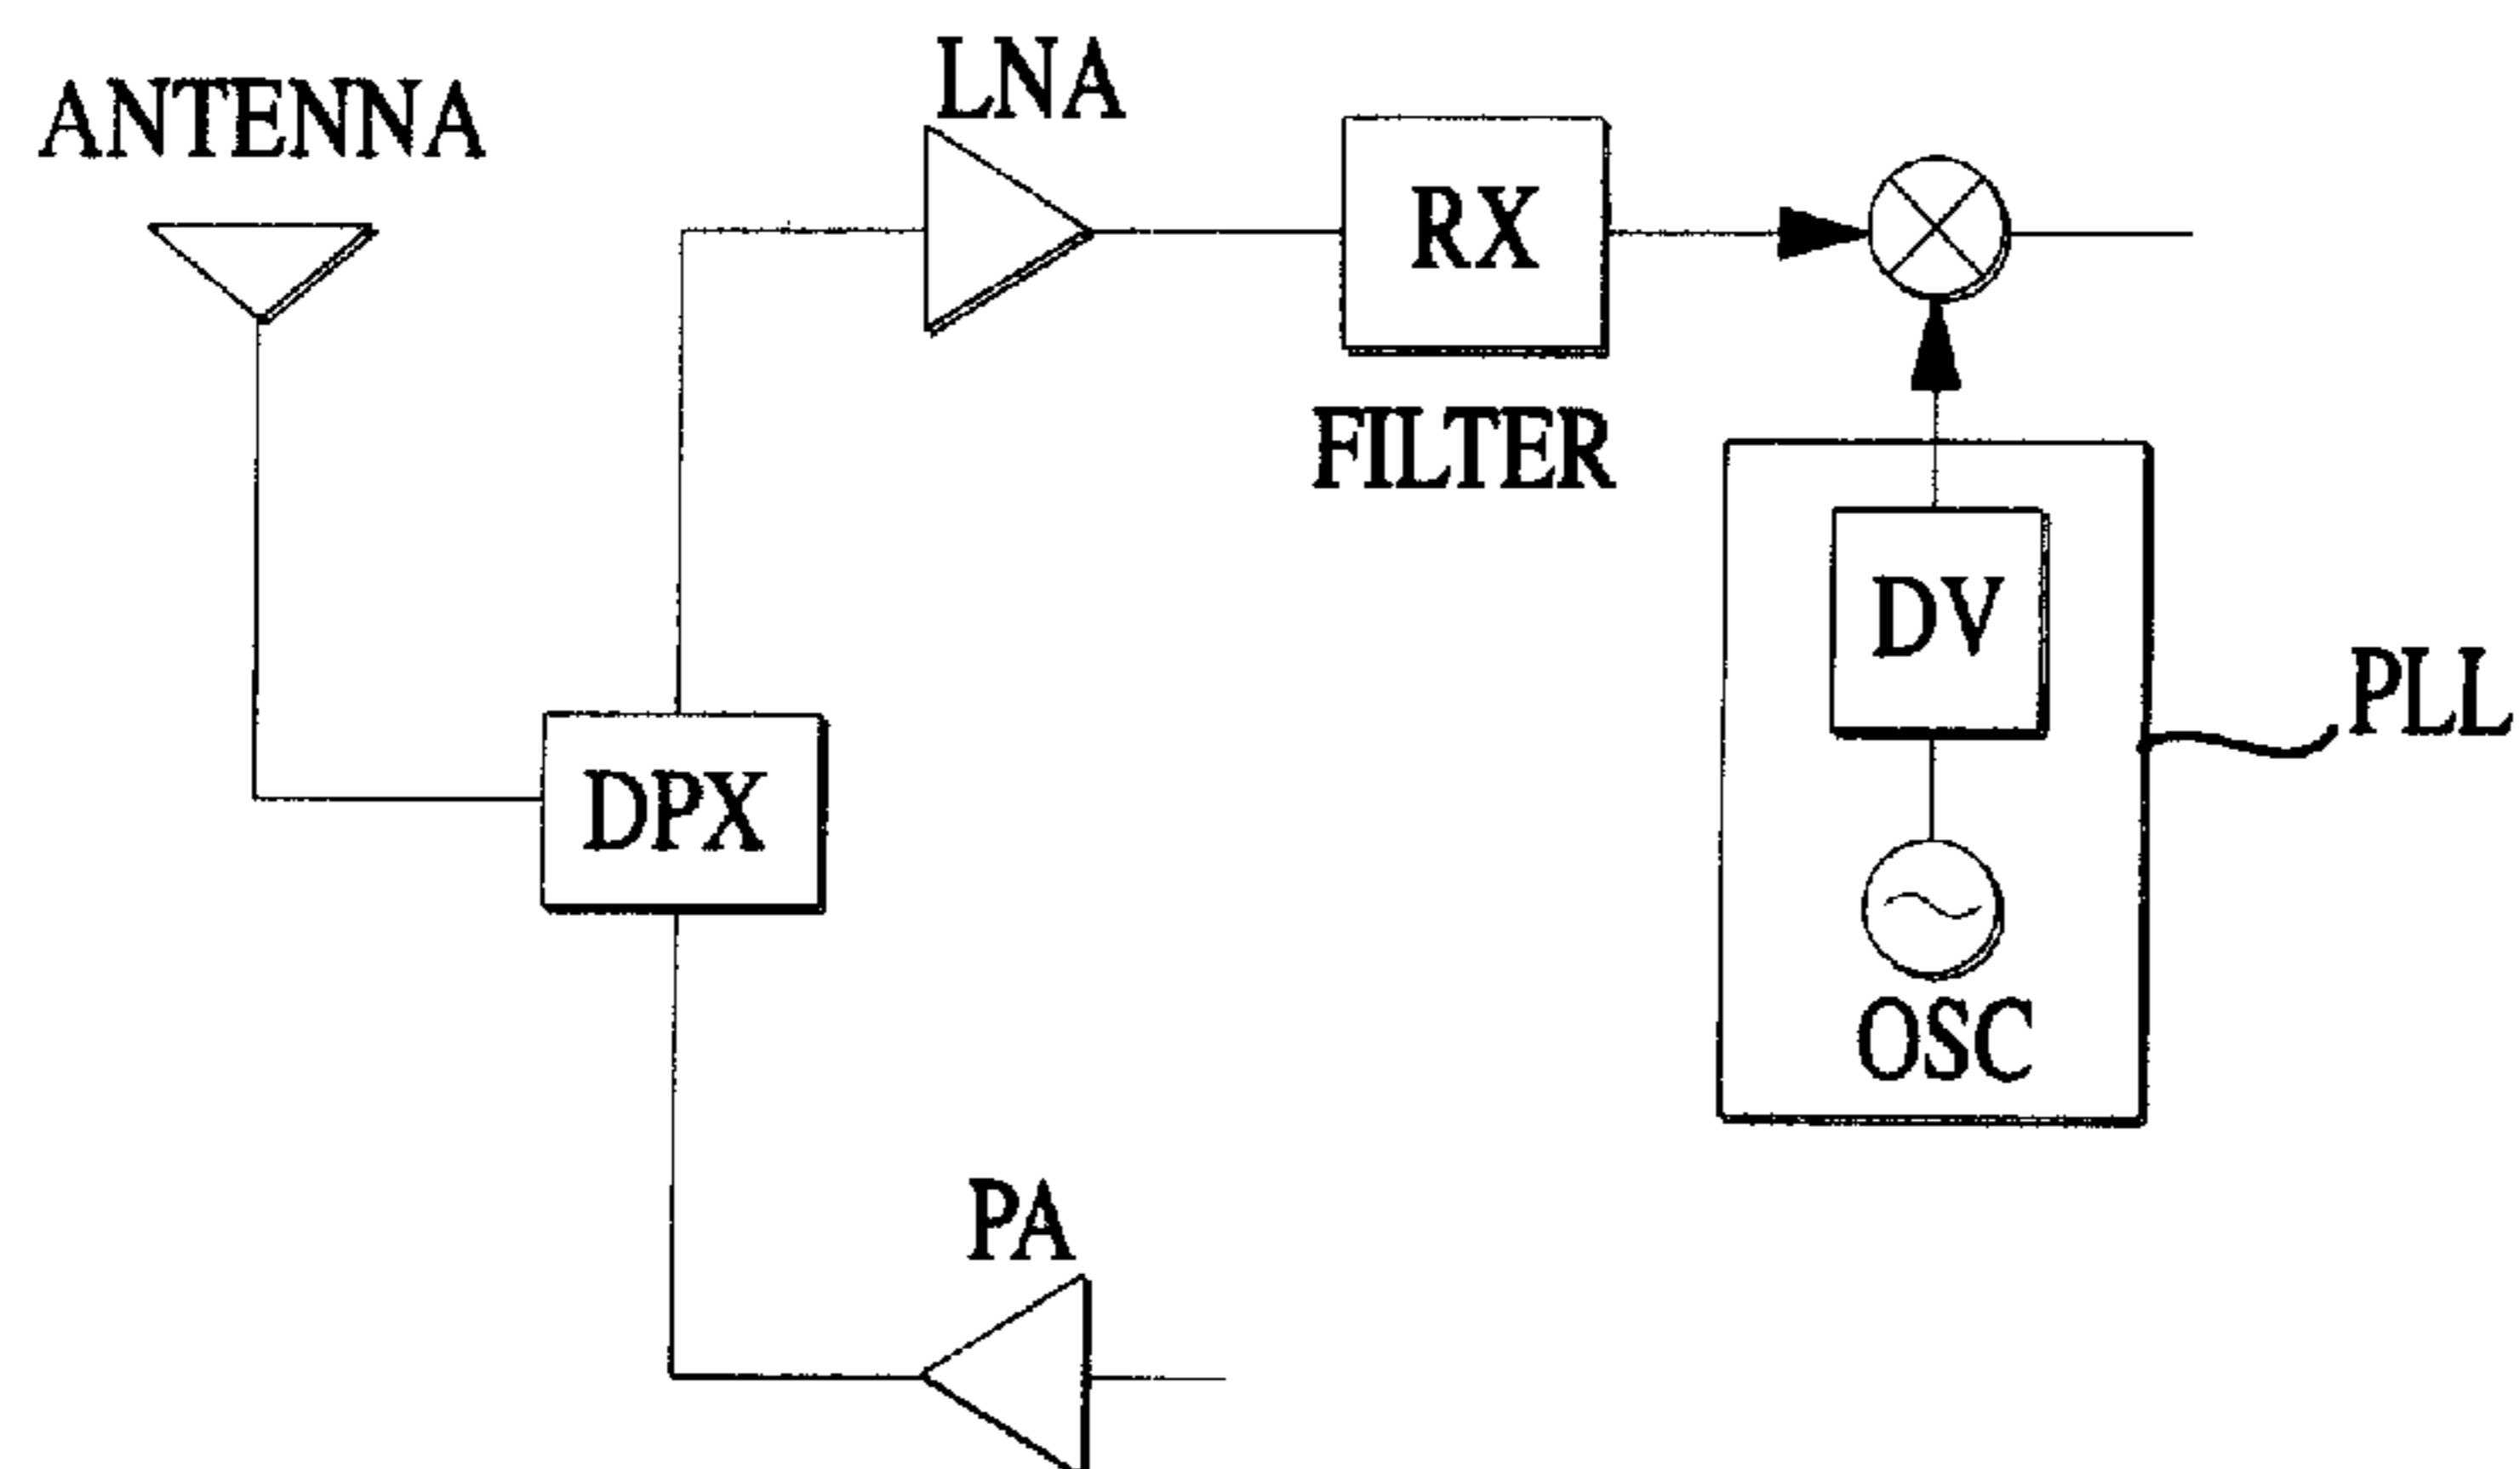 ANTENNA
LNA
RX
FILTER
DV
PLL
DPX
OSC
PA